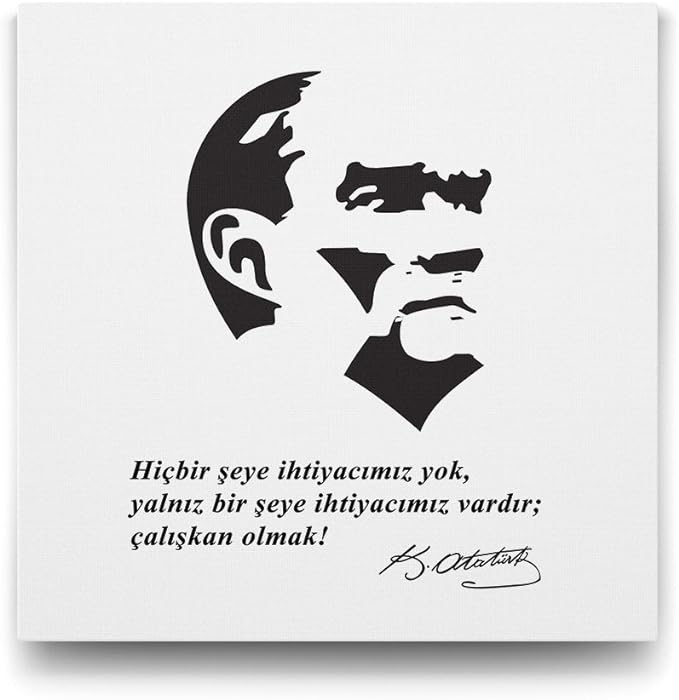 Hiçbir şeye ihtiyacımız yok,
yalnız bir şeye ihtiyacımız vardır;
çalışkan olmak!
K. Atatürk